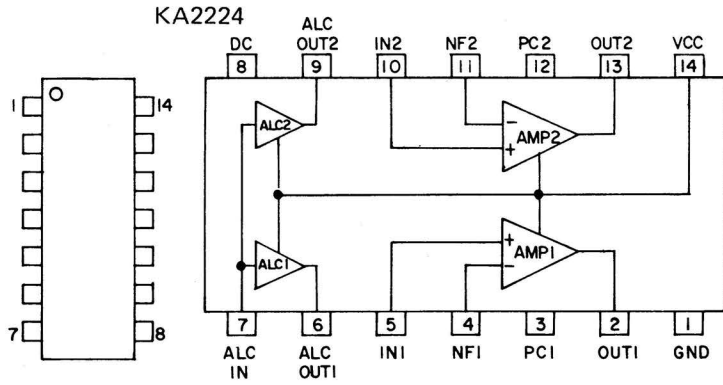 KA2224
DC ALC OUT2 IN2 NF2 PC2 OUT2 VCC
8 9 10 11 12 13 14
1 14
7 8
ALC2
- + AMP2
ALC1
+ - AMP1
7 6 5 4 3 2 1
ALC IN ALC OUT1 IN1 NF1 PC1 OUT1 GND